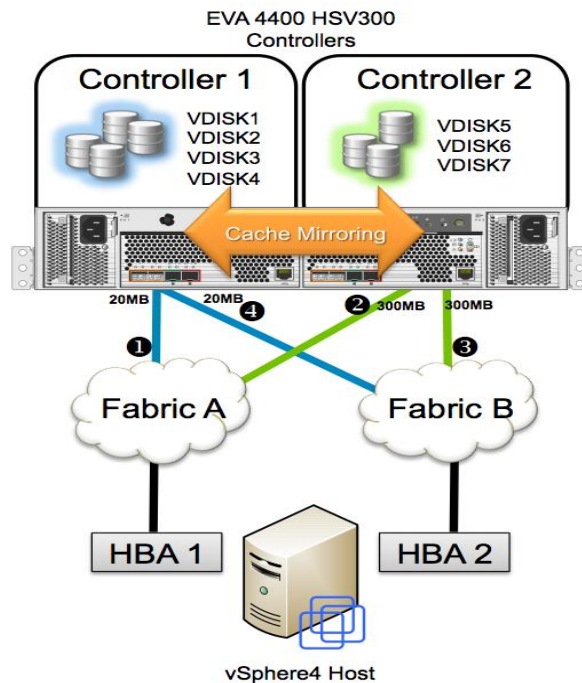 EVA 4400 HSV300
Controllers
Controller 1
Controller 2
VDISK1
VDISK2
VDISK3
VDISK4
VDISK5
VDISK6
VDISK7
Cache Mirroring
20MB
20MB
300MB
300MB
1
4
2
3
Fabric A
Fabric B
HBA 1
HBA 2
vSphere4 Host